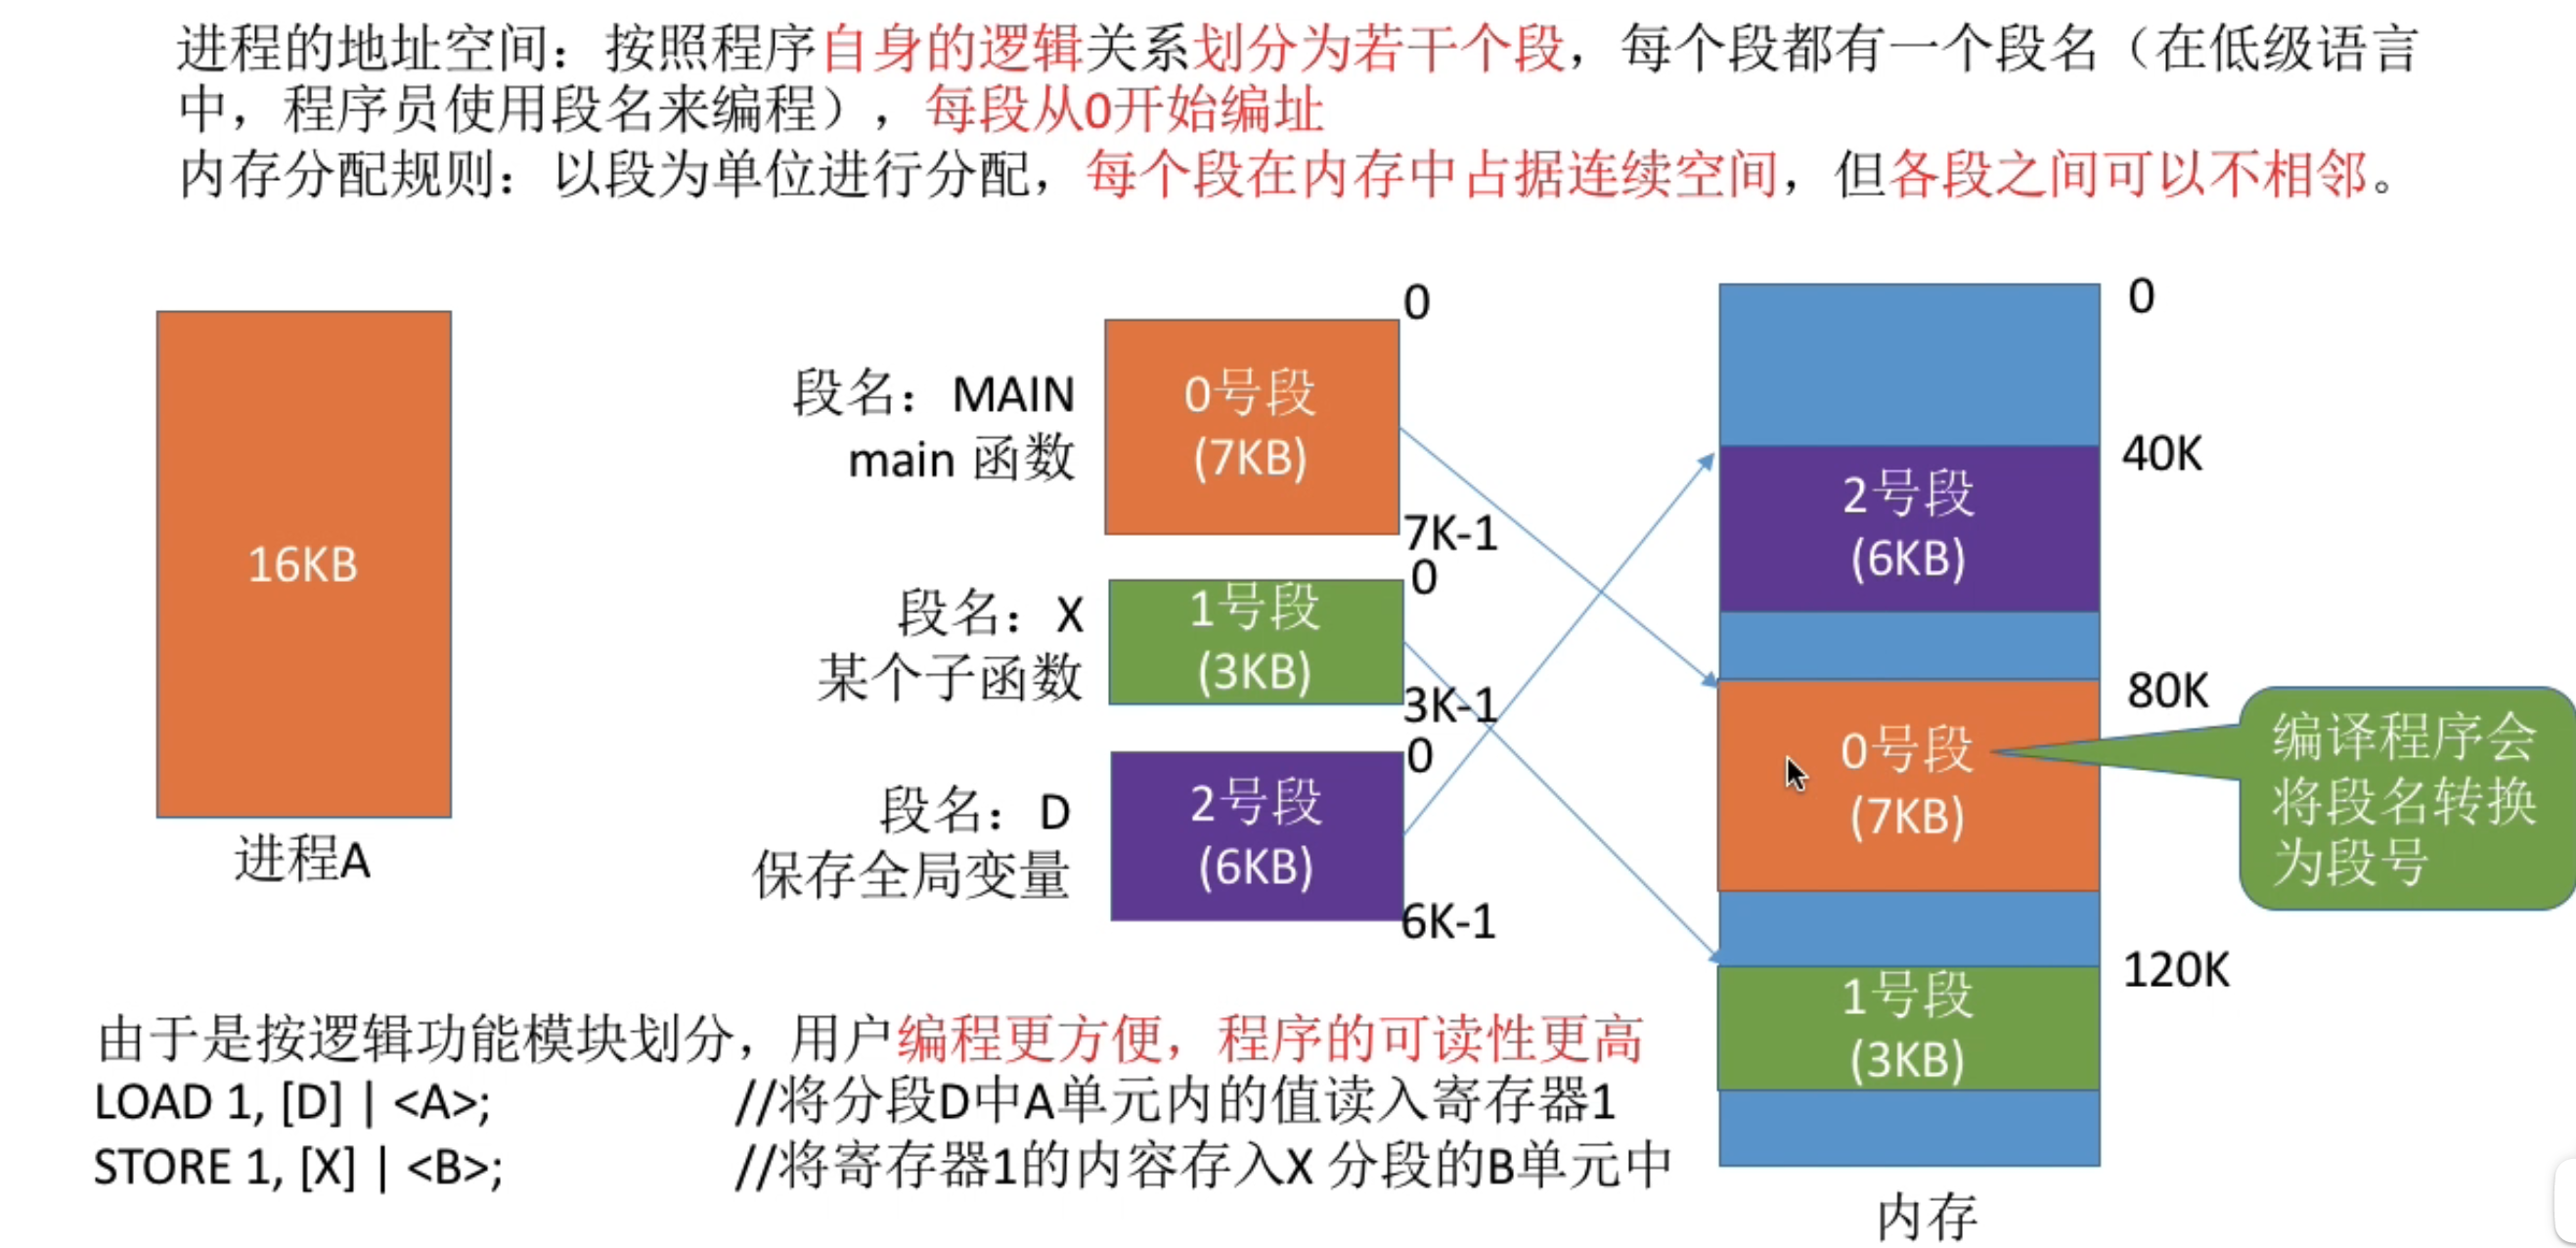 进程的地址空间：按照程序自身的逻辑关系划分为若干个段，每个段都有一个段名（在低级语言
中，程序员使用段名来编程），每段从0开始编址
内存分配规则：以段为单位进行分配，每个段在内存中占据连续空间，但各段之间可以不相邻。
16KB
进程A
段名：MAIN
main 函数
0号段
(7KB)
0
7K-1
段名：X
某个子函数
1号段
(3KB)
0
3K-1
段名：D
保存全局变量
2号段
(6KB)
0
6K-1
0
40K
2号段
(6KB)
80K
0号段
(7KB)
编译程序会
将段名转换
为段号
120K
1号段
(3KB)
内存
由于是按逻辑功能模块划分，用户编程更方便，程序的可读性更高
LOAD 1, [D] | <A>; //将分段D中A单元内的值读入寄存器1
STORE 1, [X] | <B>; //将寄存器1的内容存入X 分段的B单元中